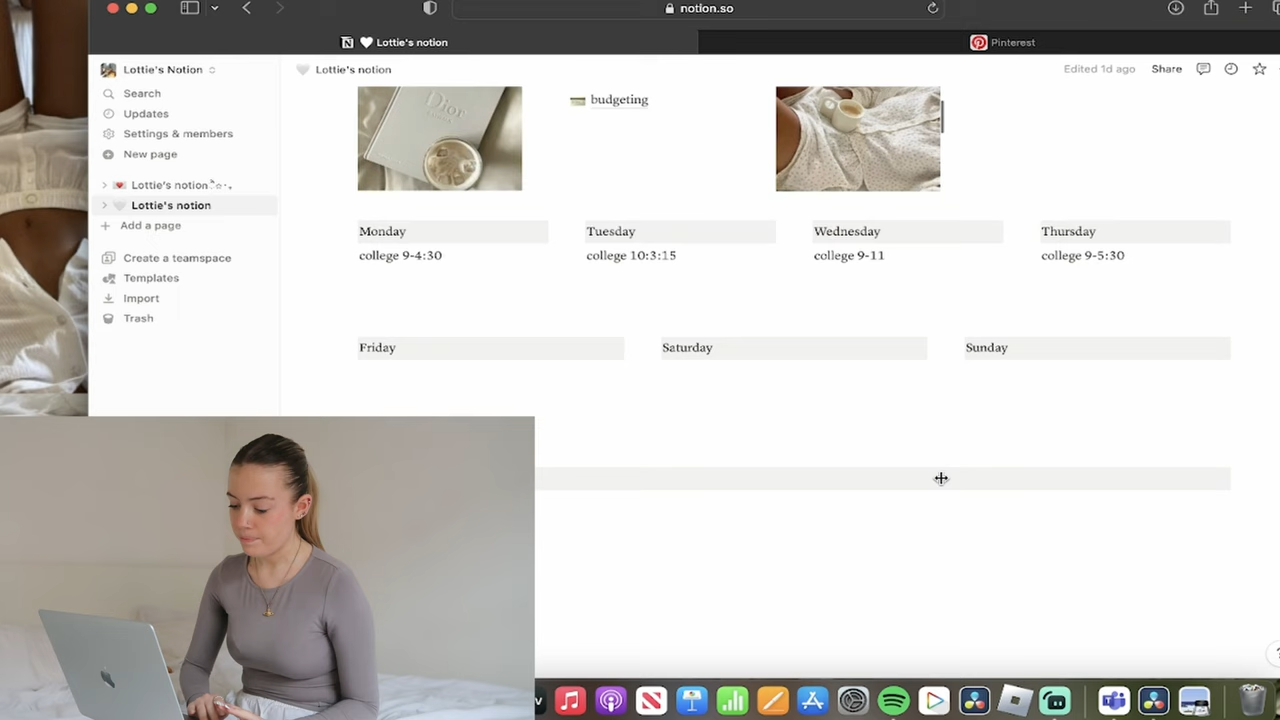 notion.so
Lottie's notion
Pinterest
Lottie's Notion
Lottie's notion
Edited 1d ago
Share
Search
Updates
Settings & members
New page
Lottie's notion
Lottie's notion
Add a page
Create a teamspace
Templates
Import
Trash
Dior
budgeting
Monday
Tuesday
Wednesday
Thursday
college 9-4:30
college 10:3:15
college 9-11
college 9-5:30
Friday
Saturday
Sunday